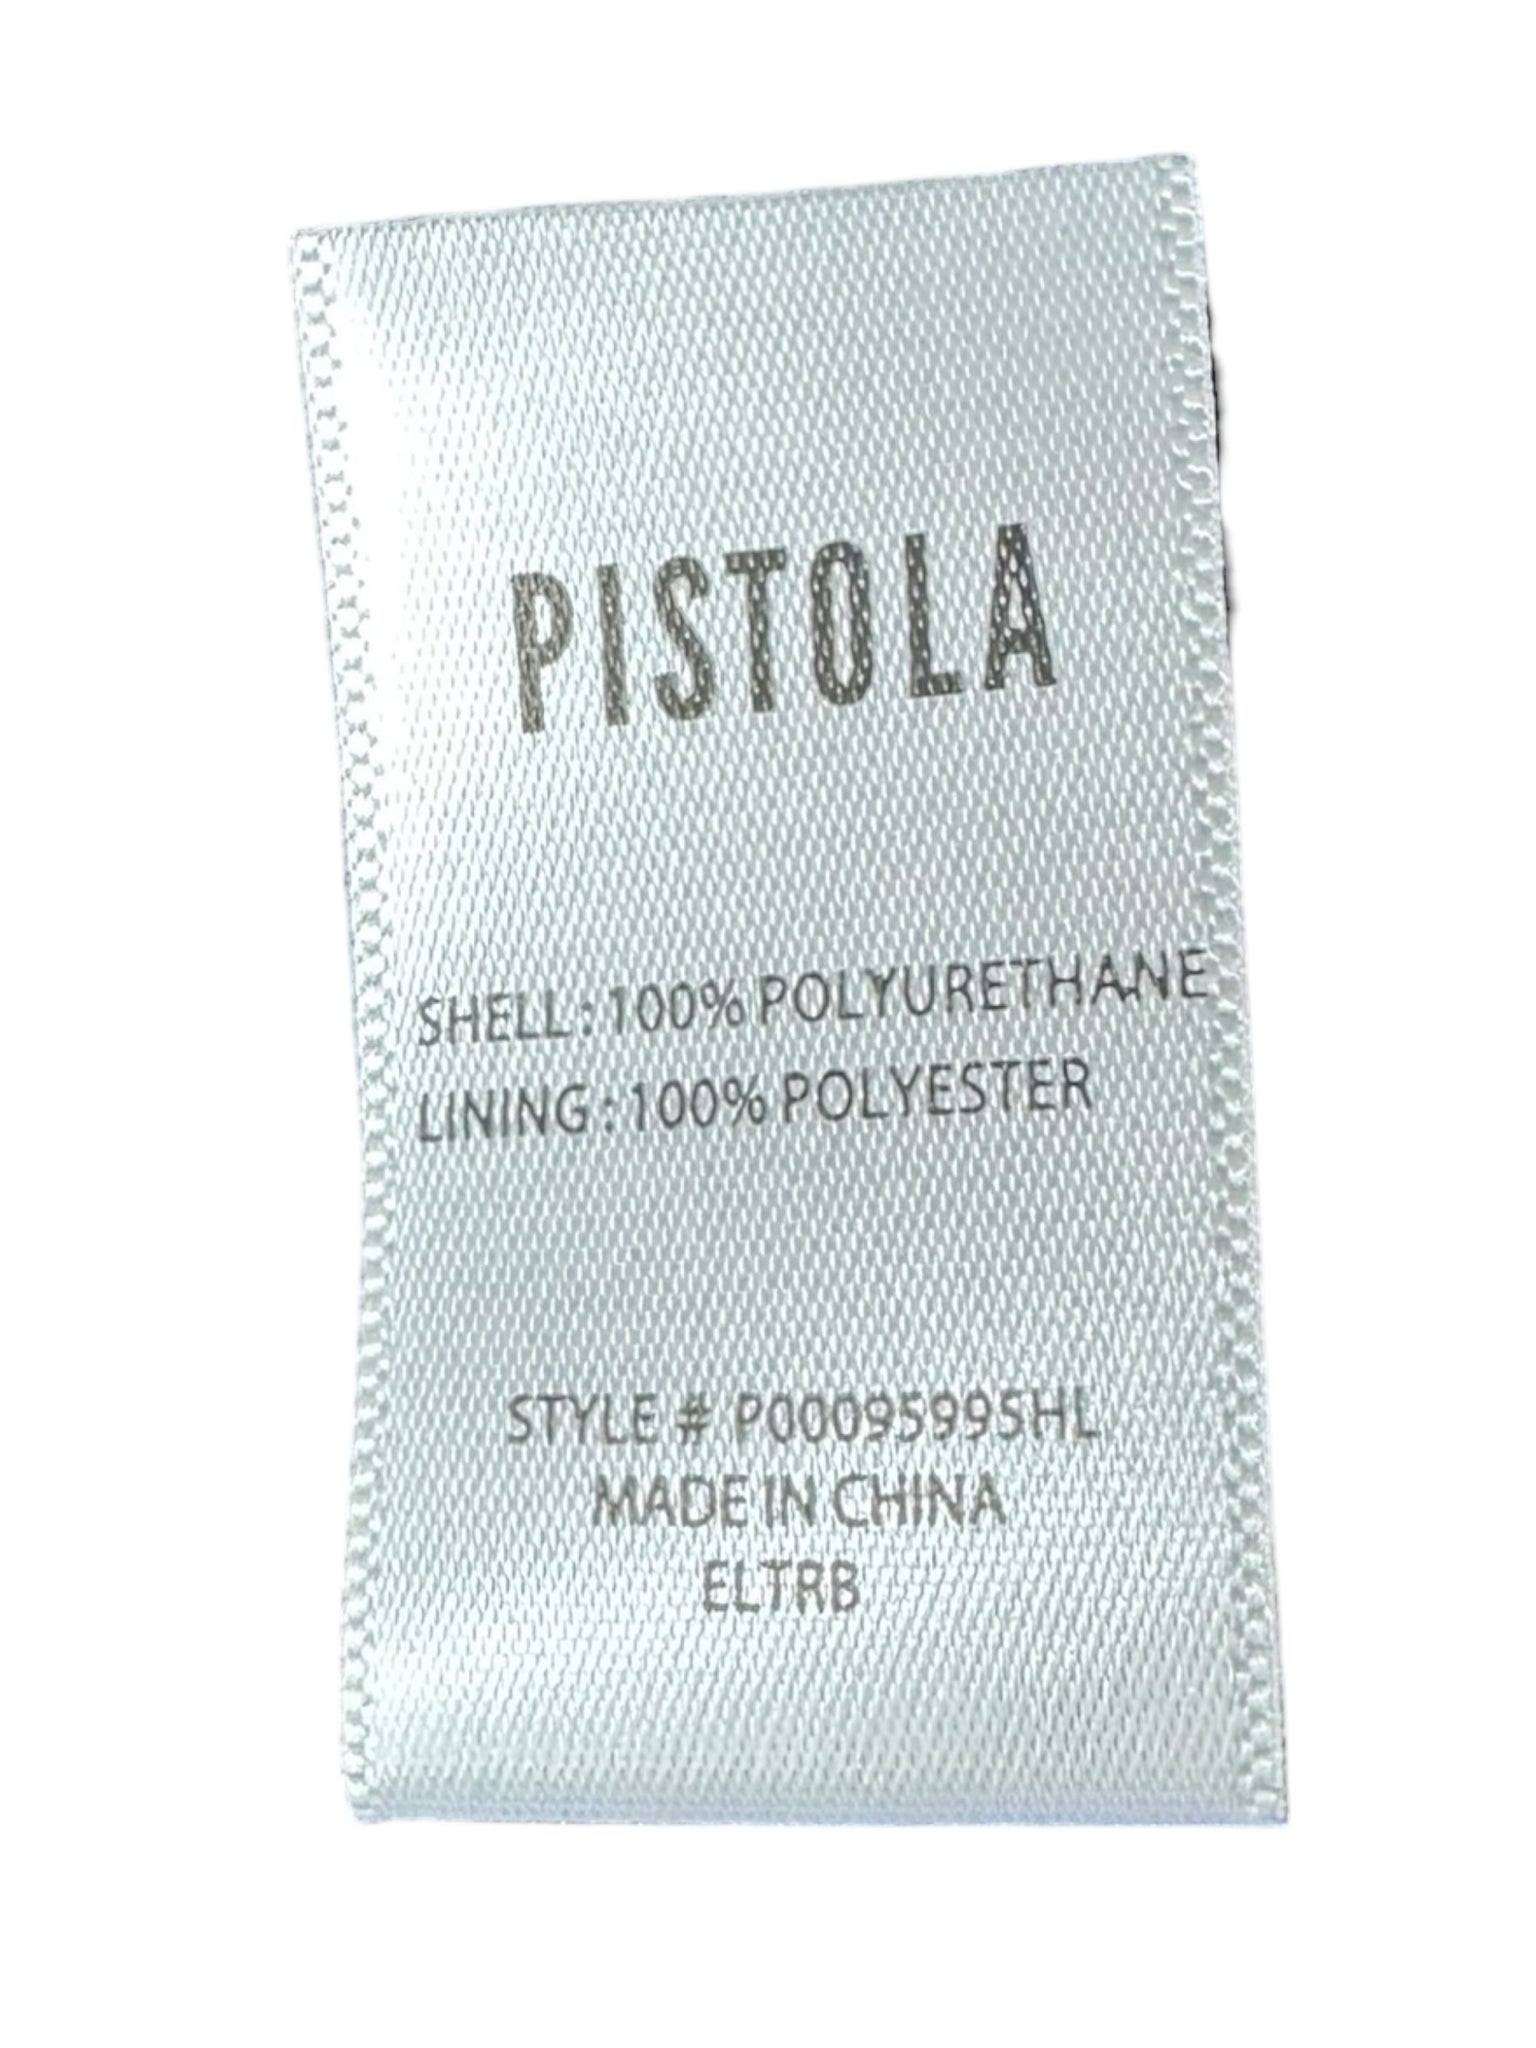 PISTOLA
SHELL : 100% POLYURETHANE
LINING : 100% POLYESTER
STYLE # P00095995HL
MADE IN CHINA
ELTRB